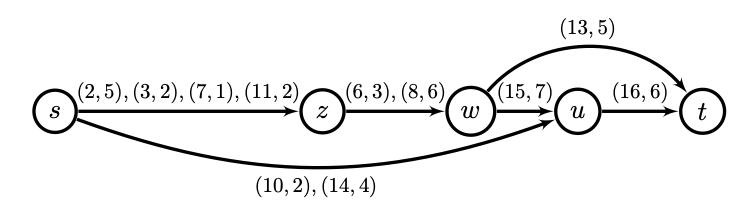 (13, 5)
(2, 5), (3, 2), (7, 1), (11, 2) (6, 3), (8, 6) (15, 7) (16, 6)
s z w u t
(10, 2), (14, 4)